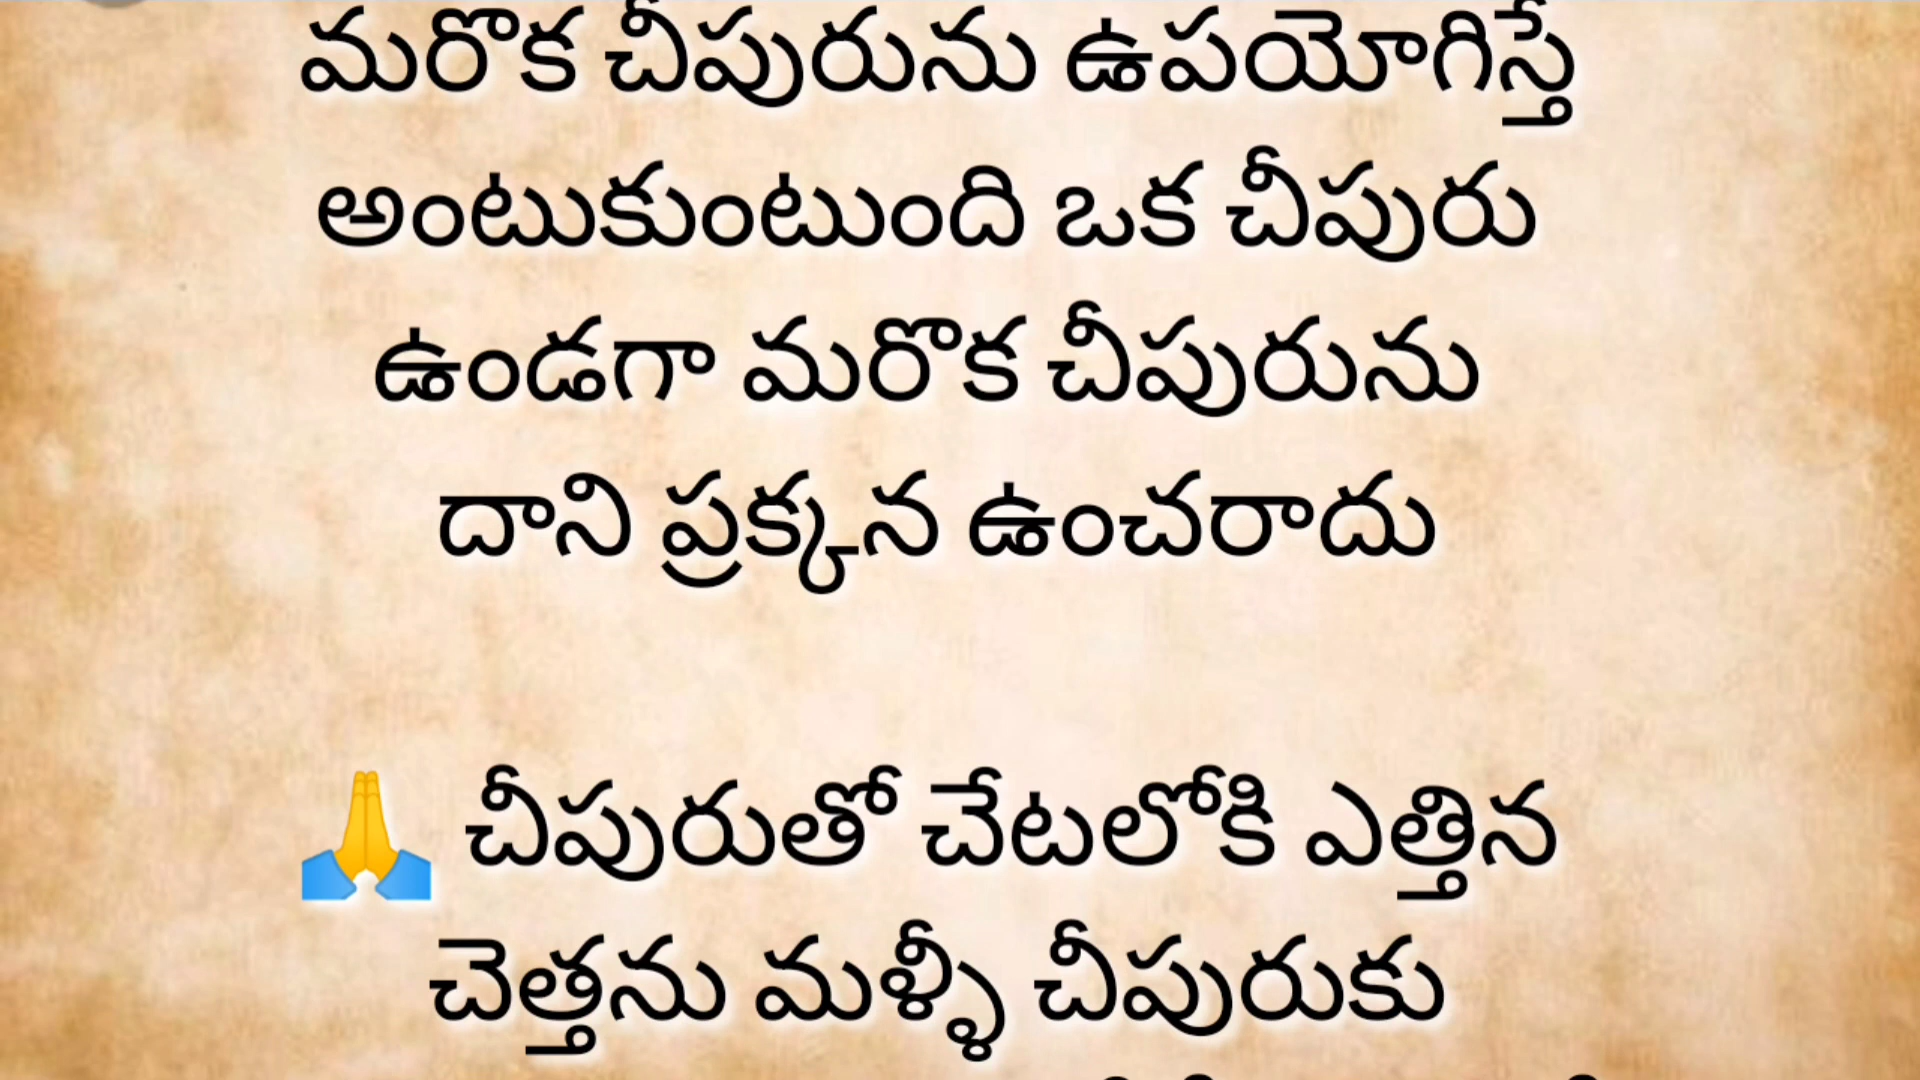 మరొక చీపురును ఉపయోగిస్తే
అంటుకుంటుంది ఒక చీపురు
ఉండగా మరొక చీపురును
దాని ప్రక్కన ఉంచరాదు
🙏 చీపురుతో చేటలోకి ఎత్తిన
చెత్తను మళ్ళీ చీపురుకు